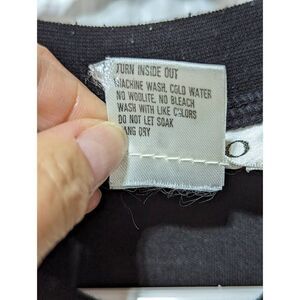 TURN INSIDE OUT
MACHINE WASH, COLD WATER
NO WOOLITE, NO BLEACH
WASH WITH LIKE COLORS
DO NOT LET SOAK
HANG DRY
O